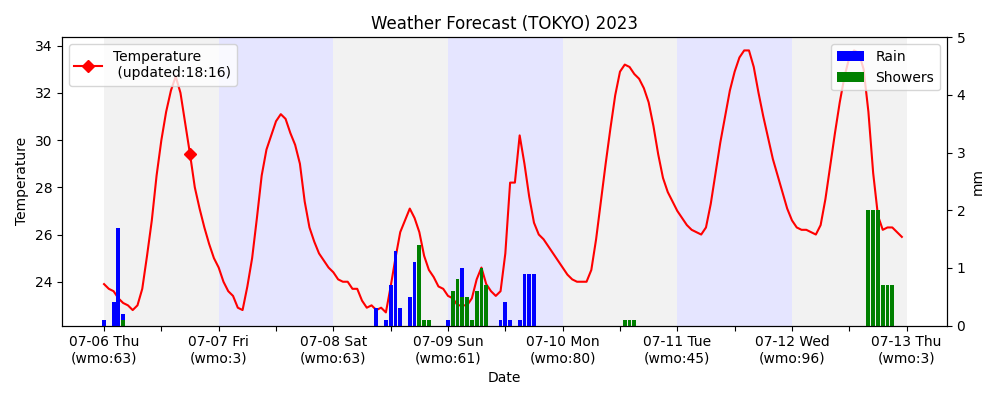 Weather Forecast (TOKYO) 2023
Temperature
(updated:18:16)
Rain
Showers
34
32
30
28
26
24
Temperature
5
4
3
2
1
0
mm
07-06 Thu
(wmo:63)
07-07 Fri
(wmo:3)
07-08 Sat
(wmo:63)
07-09 Sun
(wmo:61)
07-10 Mon
(wmo:80)
07-11 Tue
(wmo:45)
07-12 Wed
(wmo:96)
07-13 Thu
(wmo:3)
Date